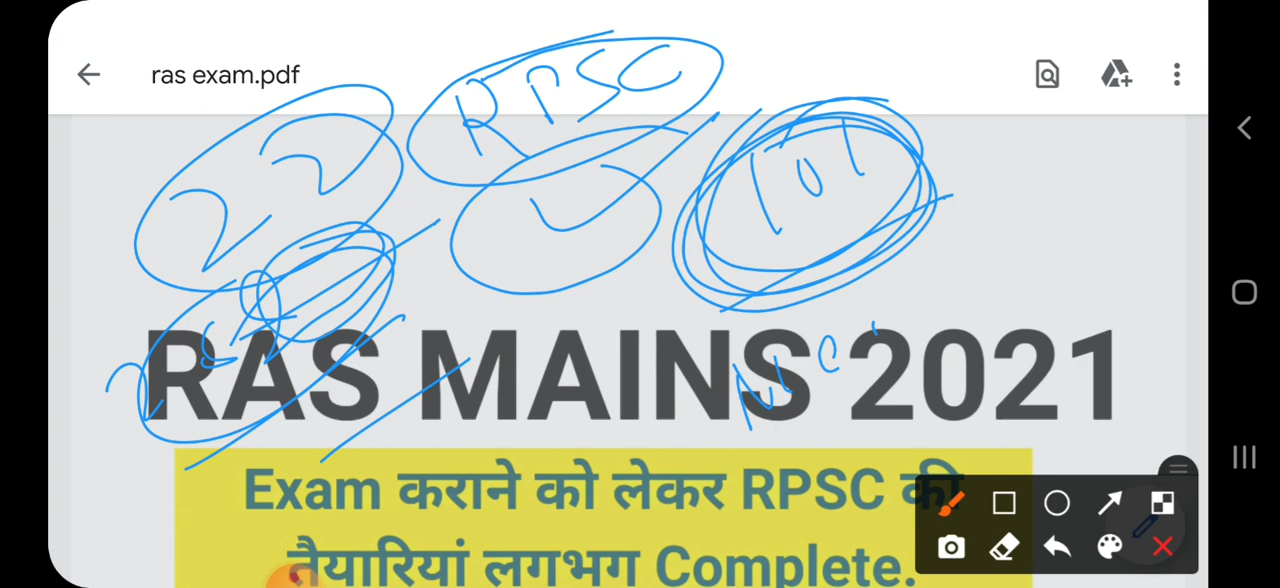 ras exam.pdf
RPSC
22
101
RAS MAINS 2021
Exam कराने को लेकर RPSC की
तैयारियां लगभग Complete.